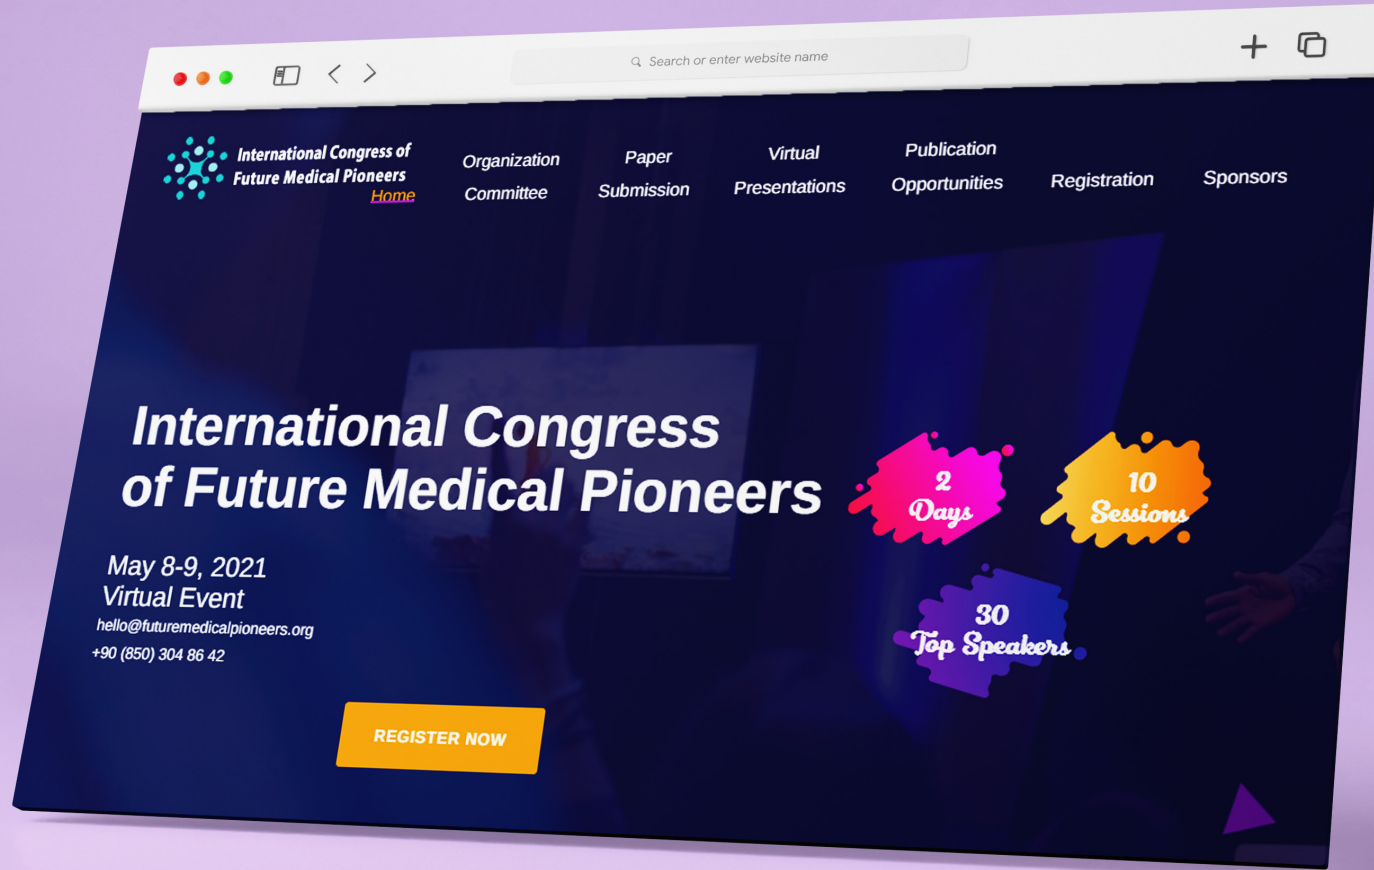 Search or enter website name
International Congress of
Future Medical Pioneers
Home
Organization
Committee
Paper
Submission
Virtual
Presentations
Publication
Opportunities
Registration
Sponsors
International Congress
of Future Medical Pioneers
2
Days
10
Sessions
30
Top Speakers
May 8-9, 2021
Virtual Event
hello@futuremedicalpioneers.org
+90 (850) 304 86 42
REGISTER NOW